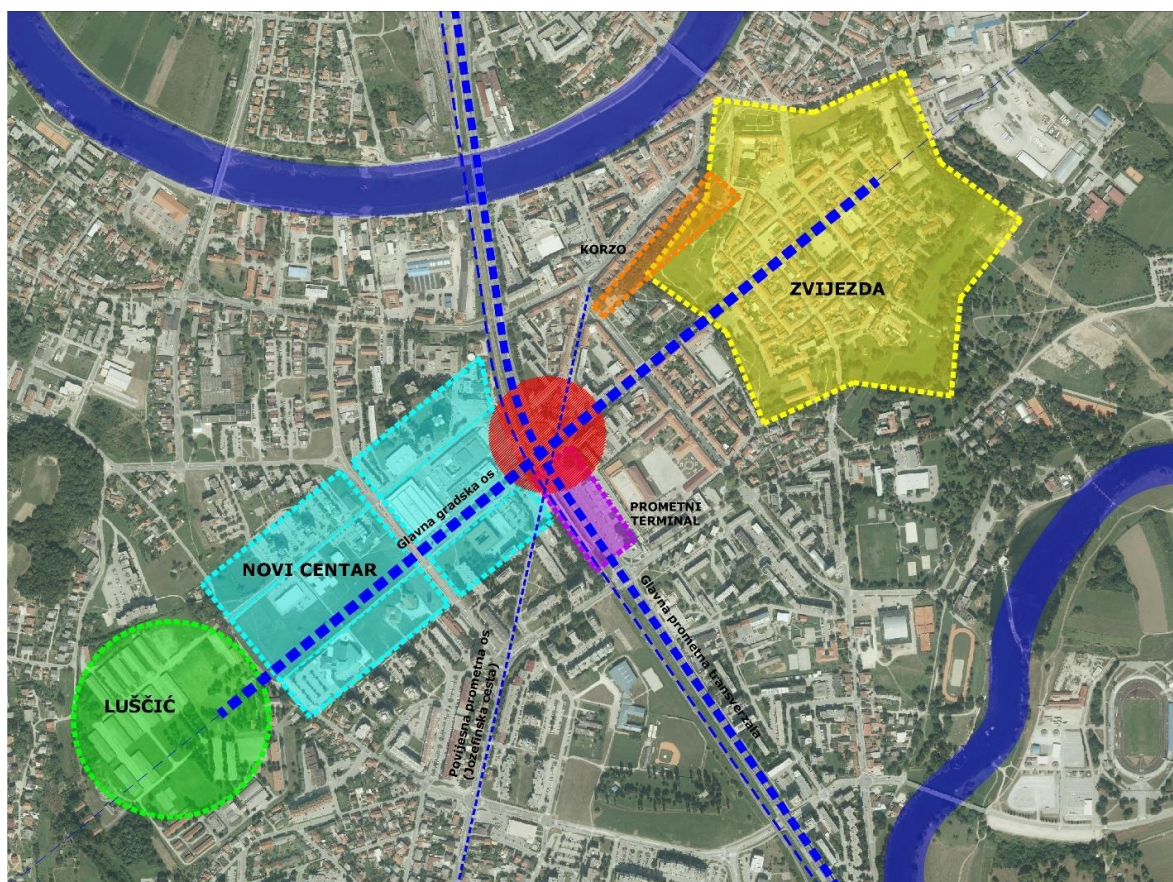 KORZO
ZVIJEZDA
Glavna gradska os
PROMETNI
TERMINAL
NOVI CENTAR
Glavna prometna transverzala
Povijesna prometna os
(Jozefinska cesta)
LUŠČIĆ